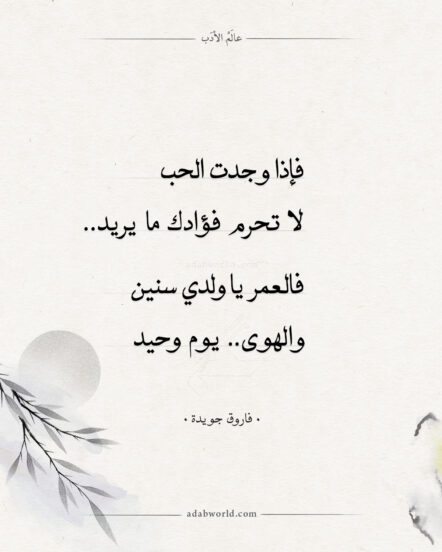 عالَمُ الأدَب
فإذا وجدت الحب
لا تحرم فؤادك ما يريد..
فالعمر يا ولدي سنين
والهوى.. يوم وحيد
• فاروق جويدة •
adabworld.com